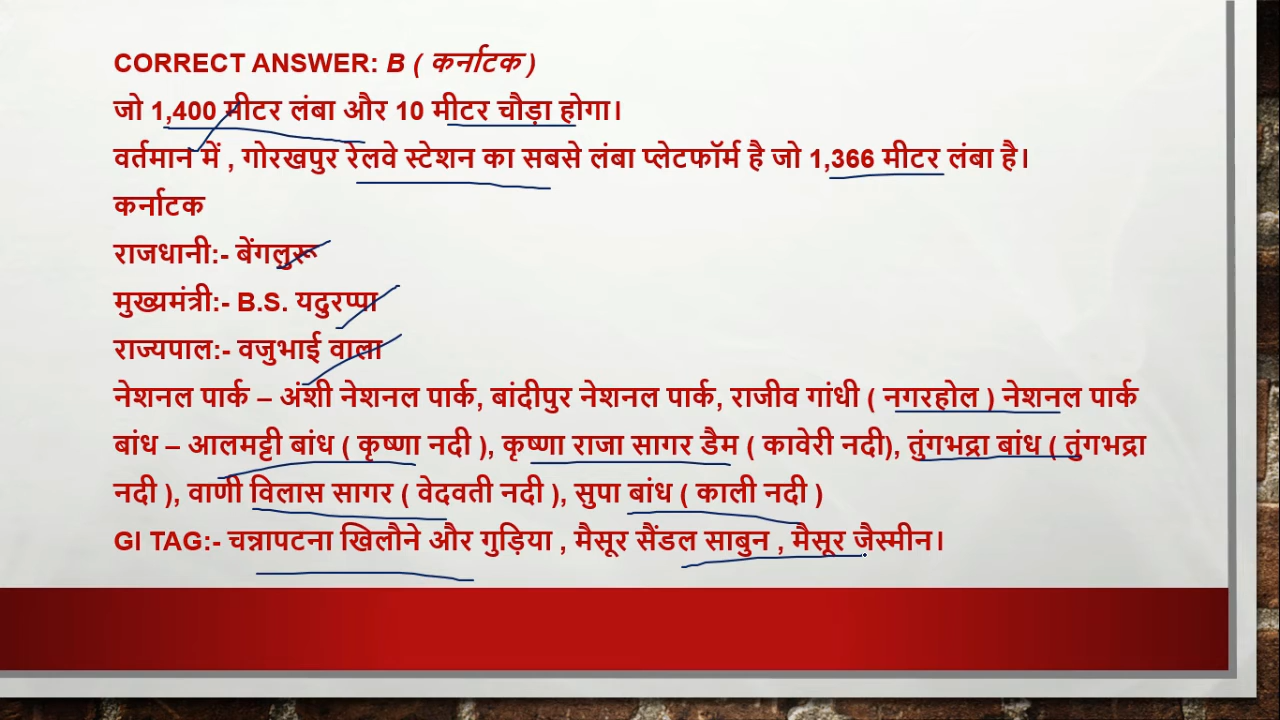 CORRECT ANSWER: B ( कर्नाटक )
जो 1,400 मीटर लंबा और 10 मीटर चौड़ा होगा।
वर्तमान में , गोरखपुर रेलवे स्टेशन का सबसे लंबा प्लेटफॉर्म है जो 1,366 मीटर लंबा है।
कर्नाटक
राजधानी:- बेंगलुरू
मुख्यमंत्री:- B.S. यदुरप्पा
राज्यपाल:- वजुभाई वाला
नेशनल पार्क – अंशी नेशनल पार्क, बांदीपुर नेशनल पार्क, राजीव गांधी ( नगरहोल ) नेशनल पार्क
बांध – आलमट्टी बांध ( कृष्णा नदी ), कृष्णा राजा सागर डैम ( कावेरी नदी), तुंगभद्रा बांध ( तुंगभद्रा
नदी ), वाणी विलास सागर ( वेदवती नदी ), सुपा बांध ( काली नदी )
GI TAG:- चन्नापटना खिलौने और गुड़िया , मैसूर सैंडल साबुन , मैसूर जैस्मीन।